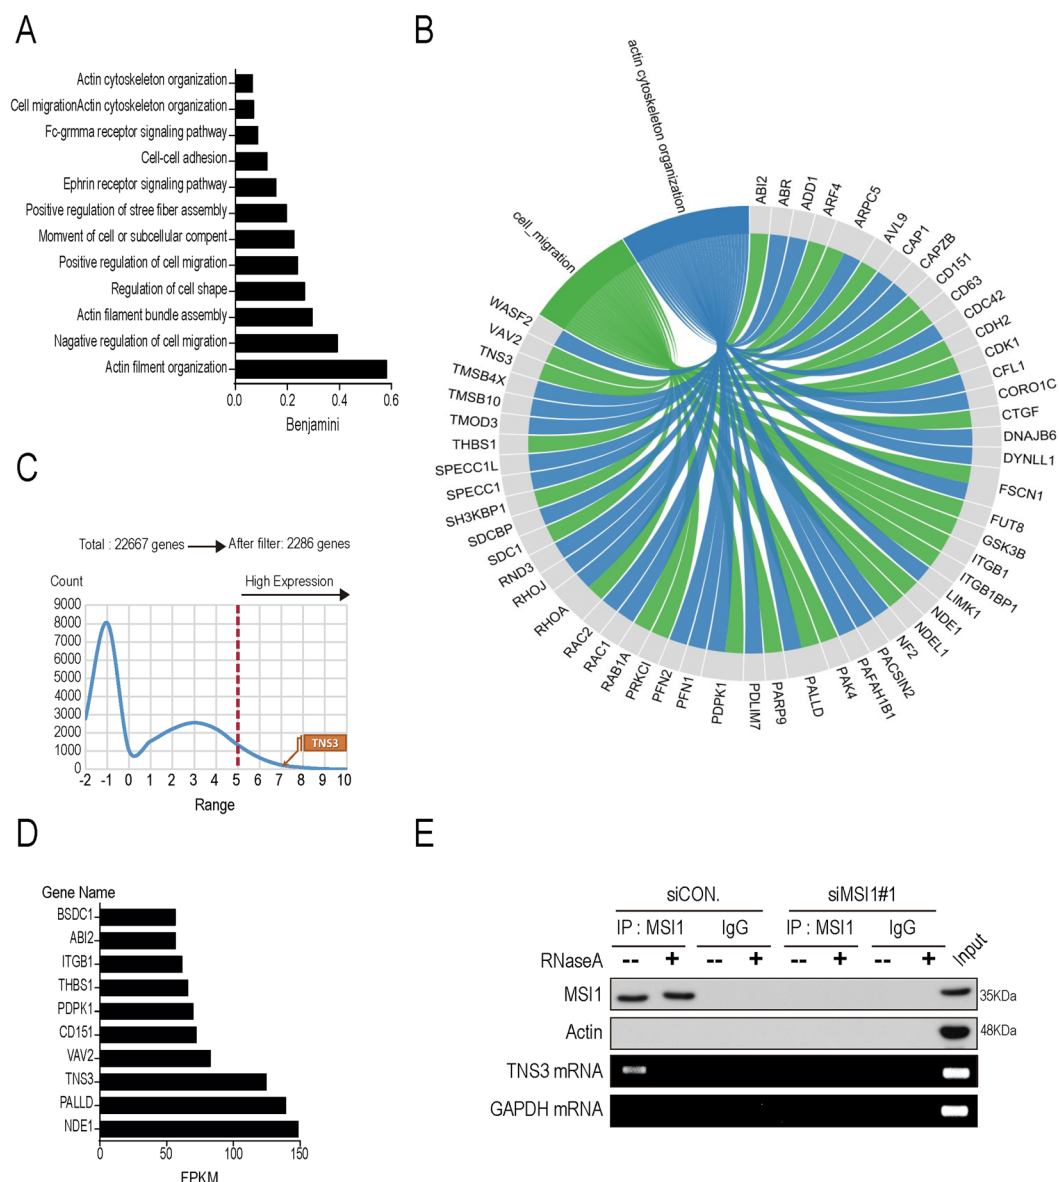 A
Actin cytoskeleton organization
Cell migrationActin cytoskeleton organization
Fc-grmma receptor signaling pathway
Cell-cell adhesion
Ephrin receptor signaling pathway
Positive regulation of stree fiber assembly
Momvent of cell or subcellular compent
Positive regulation of cell migration
Regulation of cell shape
Actin filament bundle assembly
Nagative regulation of cell migration
Actin filment organization
0.0 0.2 0.4 0.6
Benjamini
B
cell_migration
actin cytoskeleton organization
ABI2
ABR
ADD1
ARF4
ARPC5
AVL9
CAP1
CAPZB
CD151
CD63
CDC42
CDH2
CDK1
CFL1
CORO1C
CTGF
DNAJB6
DYNLL1
FSCN1
FUT8
GSK3B
ITGB1
ITGB1BP1
LIMK1
NDE1
NDEL1
NF2
PACSIN2
PAFAH1B1
PAK4
PALLD
PARP9
PDLIM7
PDPK1
PFN1
PFN2
PRKCI
RAB1A
RAC1
RAC2
RHOA
RHOJ
RND3
SDC1
SDCBP
SH3KBP1
SPECC1
SPECC1L
THBS1
TMOD3
TMSB10
TMSB4X
TNS3
VAV2
WASF2
C
Total : 22667 genes After filter: 2286 genes
High Expression
Count
9000
8000
7000
6000
5000
4000
3000
2000
1000
0
TNS3
-2 -1 0 1 2 3 4 5 6 7 8 9 10
Range
D
Gene Name
BSDC1
ABI2
ITGB1
THBS1
PDPK1
CD151
VAV2
TNS3
PALLD
NDE1
0 50 100 150
FPKM
E
siCON. siMSI1#1
IP : MSI1 IgG IP : MSI1 IgG Input
RNaseA -- + -- + -- + -- +
MSI1 35KDa
Actin 48KDa
TNS3 mRNA
GAPDH mRNA